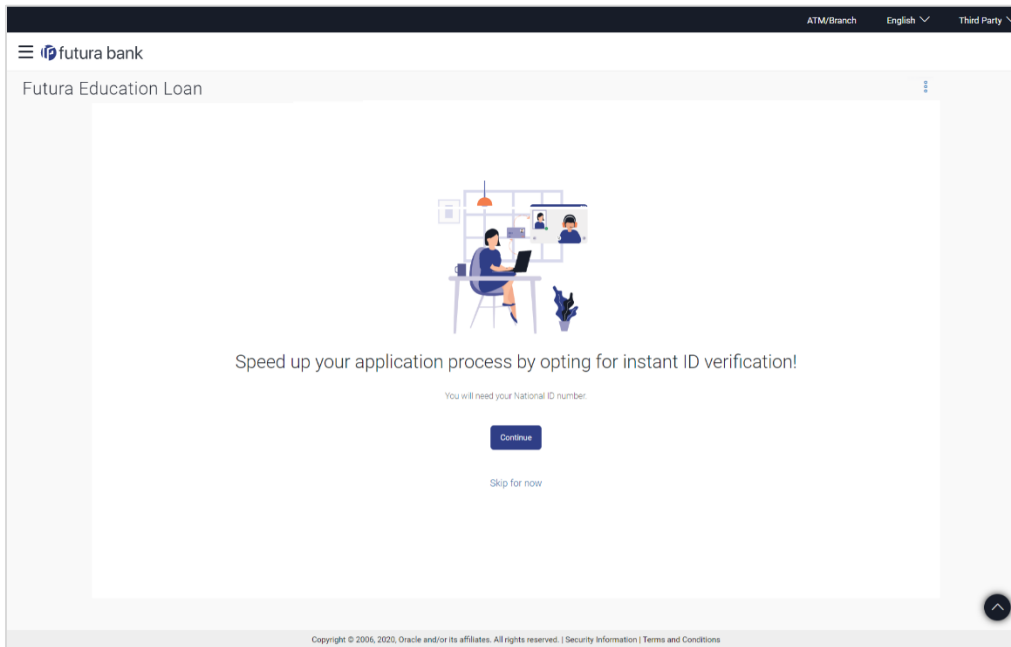 ATM/Branch English Third Party
futura bank
Futura Education Loan
Speed up your application process by opting for instant ID verification!
You will need your National ID number.
Continue
Skip for now
Copyright © 2006, 2020, Oracle and/or its affiliates. All rights reserved. | Security Information | Terms and Conditions